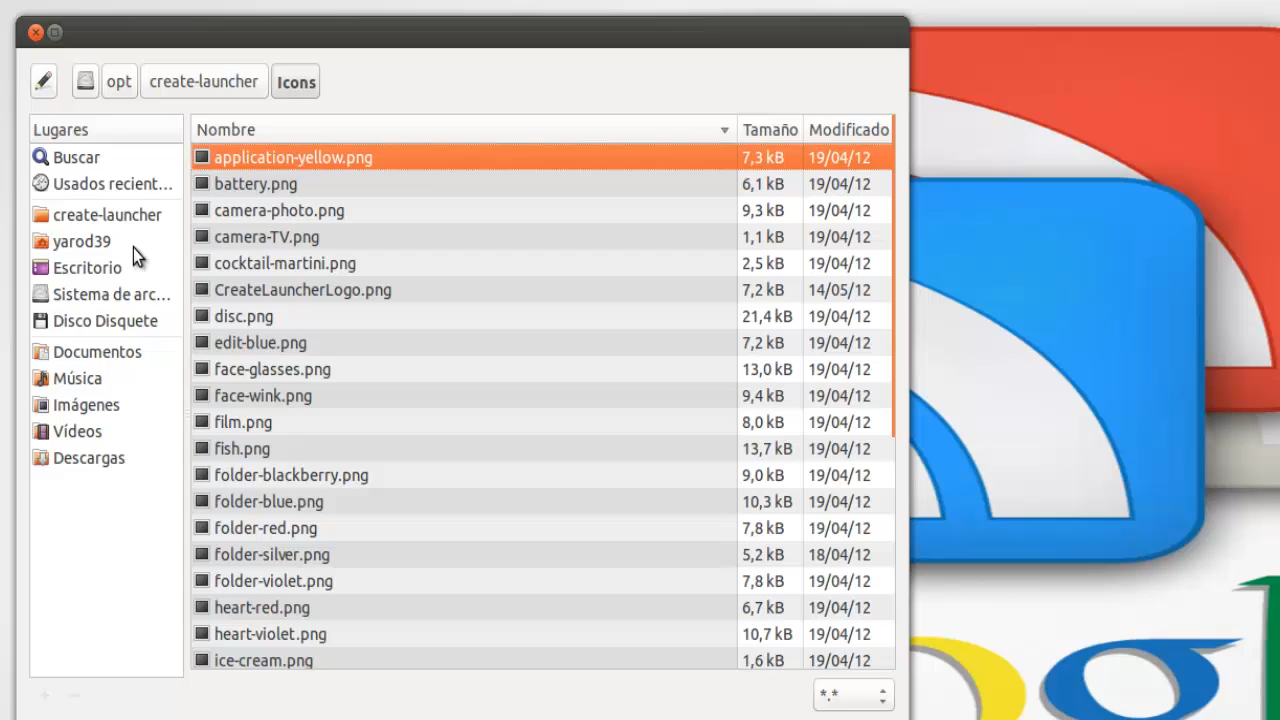 opt create-launcher Icons
Lugares
Buscar
Usados recient...
create-launcher
yarod39
Escritorio
Sistema de arc...
Disco Disquete
Documentos
Música
Imágenes
Vídeos
Descargas
Nombre Tamaño Modificado
application-yellow.png 7,3 kB 19/04/12
battery.png 6,1 kB 19/04/12
camera-photo.png 9,3 kB 19/04/12
camera-TV.png 1,1 kB 19/04/12
cocktail-martini.png 2,5 kB 19/04/12
CreateLauncherLogo.png 7,2 kB 14/05/12
disc.png 21,4 kB 19/04/12
edit-blue.png 7,2 kB 19/04/12
face-glasses.png 13,0 kB 19/04/12
face-wink.png 9,4 kB 19/04/12
film.png 8,0 kB 19/04/12
fish.png 13,7 kB 19/04/12
folder-blackberry.png 9,0 kB 19/04/12
folder-blue.png 10,3 kB 19/04/12
folder-red.png 7,8 kB 19/04/12
folder-silver.png 5,2 kB 18/04/12
folder-violet.png 7,8 kB 19/04/12
heart-red.png 6,7 kB 19/04/12
heart-violet.png 10,7 kB 19/04/12
ice-cream.png 1,6 kB 19/04/12
*.*